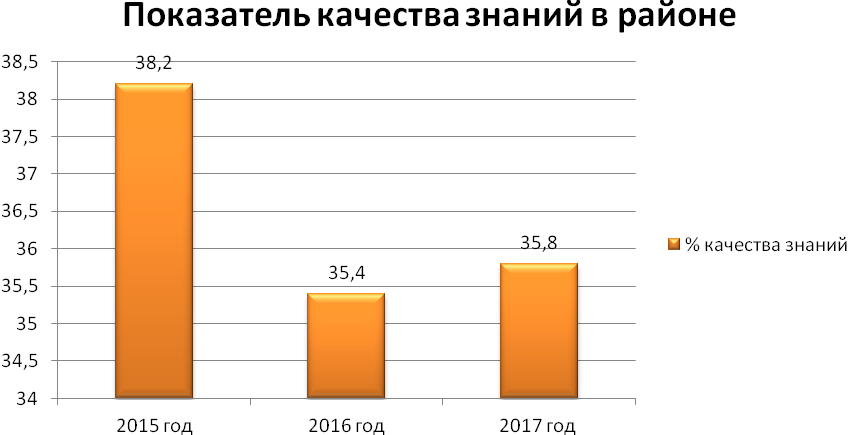 Показатель качества знаний в районе
38,5
38
37,5
37
36,5
36
35,5
35
34,5
34
38,2
35,4
35,8
2015 год
2016 год
2017 год
% качества знаний